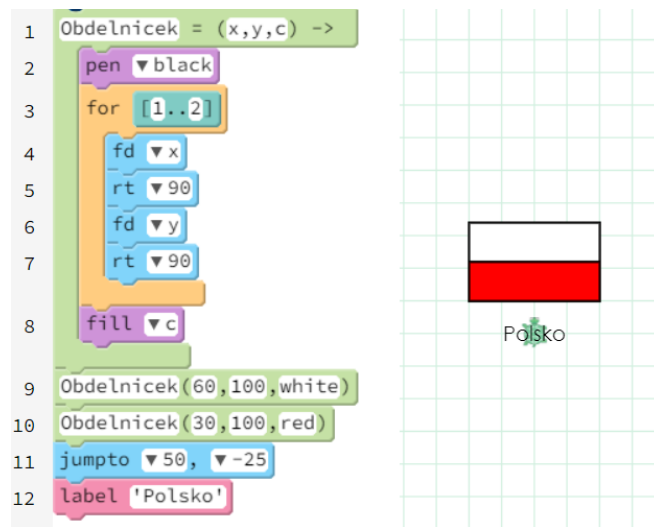 1 Obdelnicek = (x,y,c) ->
2 pen ▼black
3 for [1..2]
4 fd ▼x
5 rt ▼90
6 fd ▼y
7 rt ▼90
8 fill ▼c
9 Obdelnicek(60,100,white)
10 Obdelnicek(30,100,red)
11 jumpto ▼50, ▼-25
12 label 'Polsko'
Polsko